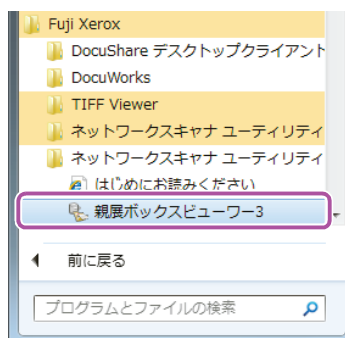 Fuji Xerox
DocuShare デスクトップクライアント
DocuWorks
TIFF Viewer
ネットワークスキャナ ユーティリティ
ネットワークスキャナ ユーティリティ
はじめにお読みください
親展ボックスビューワー3
前に戻る
プログラムとファイルの検索